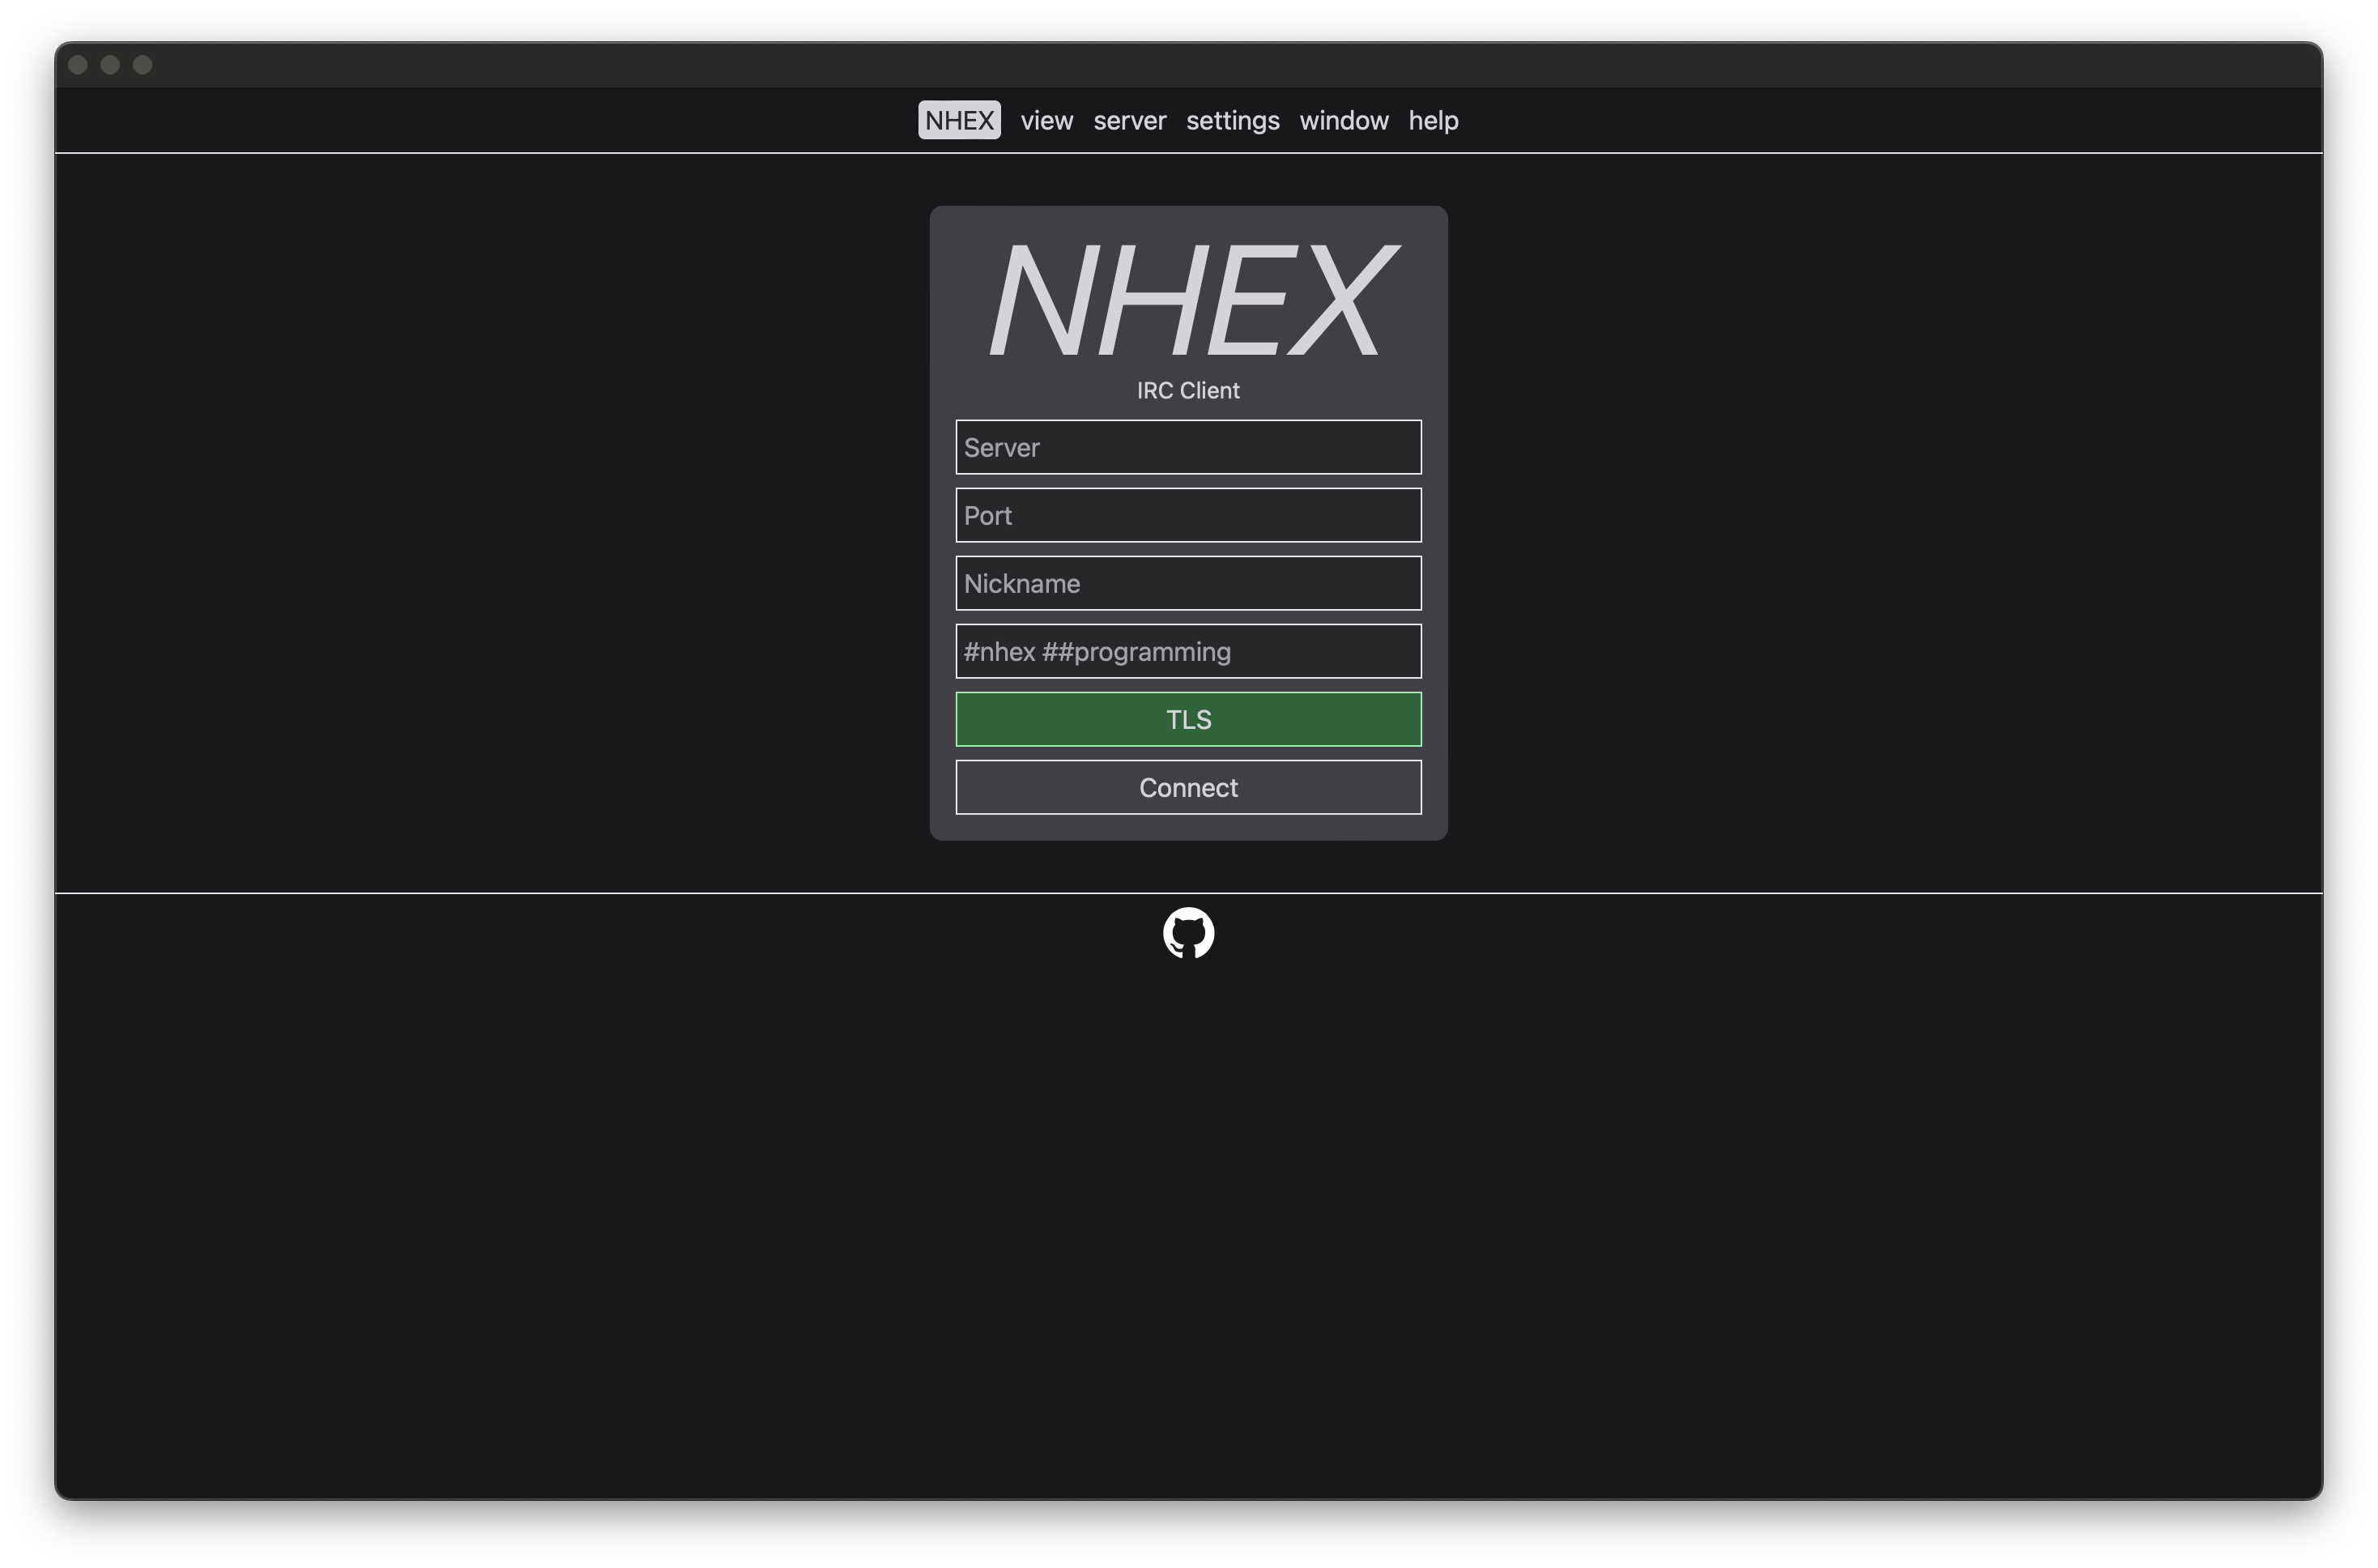 NHEX view server settings window help
NHEX
IRC Client
Server
Port
Nickname
#nhex ##programming
TLS
Connect